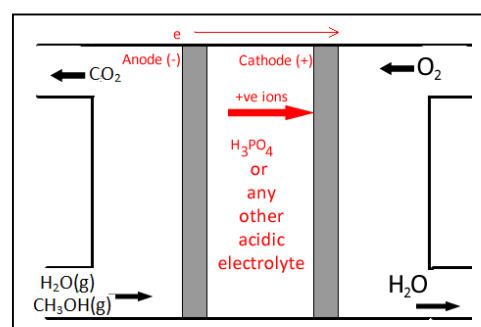 e
Anode (-)
Cathode (+)
CO₂
O₂
+ve ions
H₃PO₄
or
any
other
acidic
electrolyte
H₂O(g)
CH₃OH(g)
H₂O